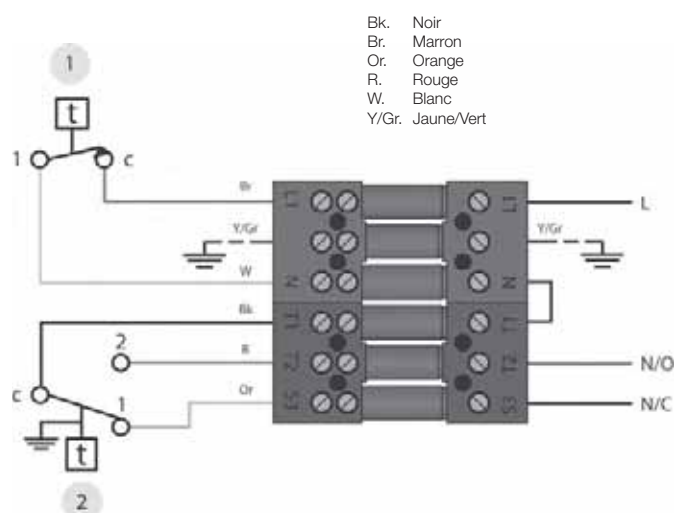 Bk. Noir
Br. Marron
Or. Orange
R. Rouge
W. Blanc
Y/Gr. Jaune/Vert
1
t
1 c
Br
L1 L1 L
Y/Gr Y/Gr
W
N N
Bk
T1 T1
2
R
T2 T2 N/O
c
1
Or
S3 S3 N/C
t
2